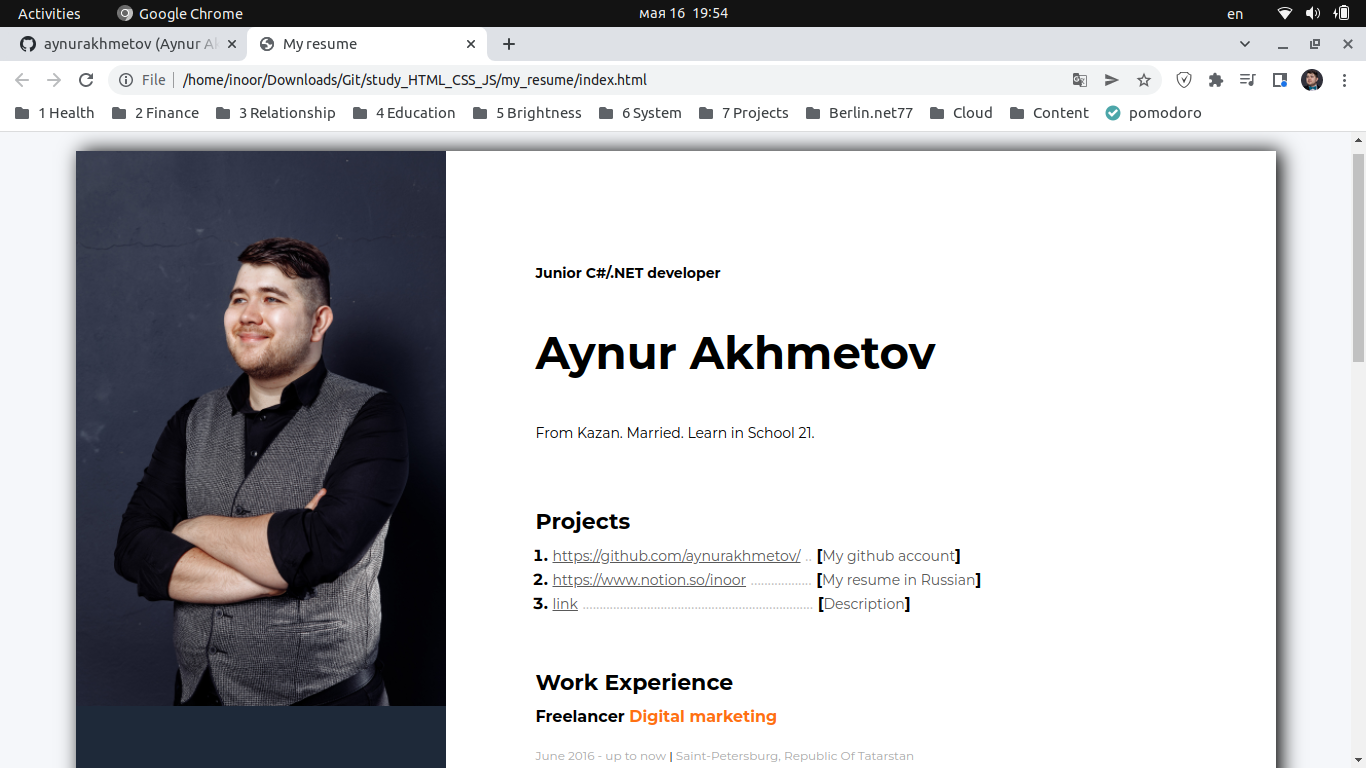 Activities Google Chrome мая 16 19:54 en
aynurakhmetov (Aynur Ak My resume
File /home/inoor/Downloads/Git/study_HTML_CSS_JS/my_resume/index.html
1 Health 2 Finance 3 Relationship 4 Education 5 Brightness 6 System 7 Projects Berlin.net77 Cloud Content pomodoro
Junior C#/.NET developer
Aynur Akhmetov
From Kazan. Married. Learn in School 21.
Projects
1. https://github.com/aynurakhmetov/ .. [My github account]
2. https://www.notion.so/inoor .................. [My resume in Russian]
3. link .................................................................... [Description]
Work Experience
Freelancer Digital marketing
June 2016 - up to now | Saint-Petersburg, Republic Of Tatarstan